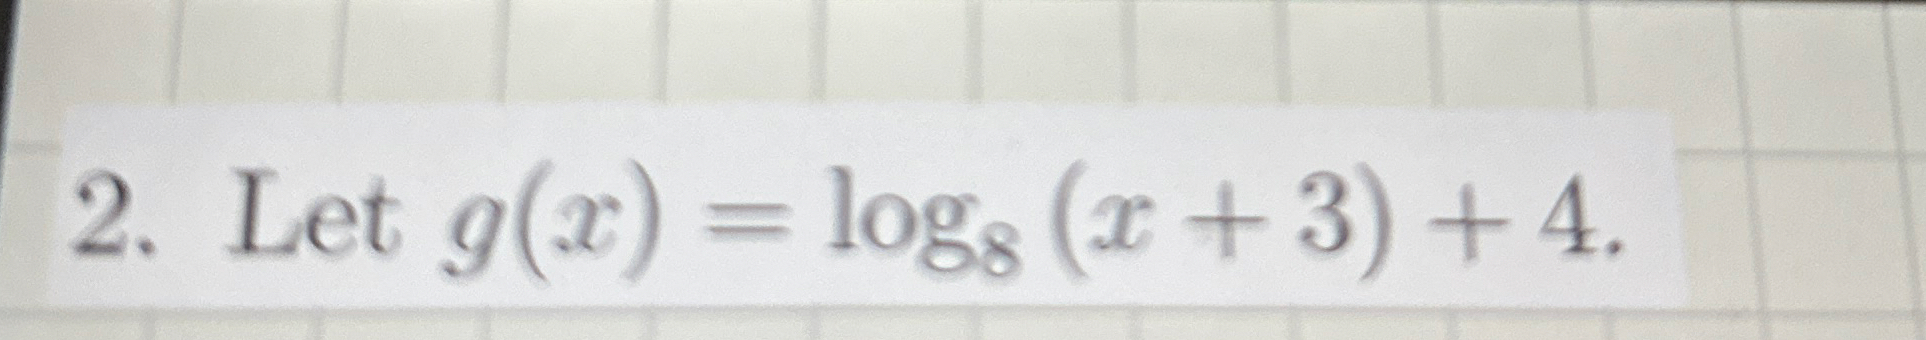 2. Let g(x) = log₈ (x + 3) + 4.